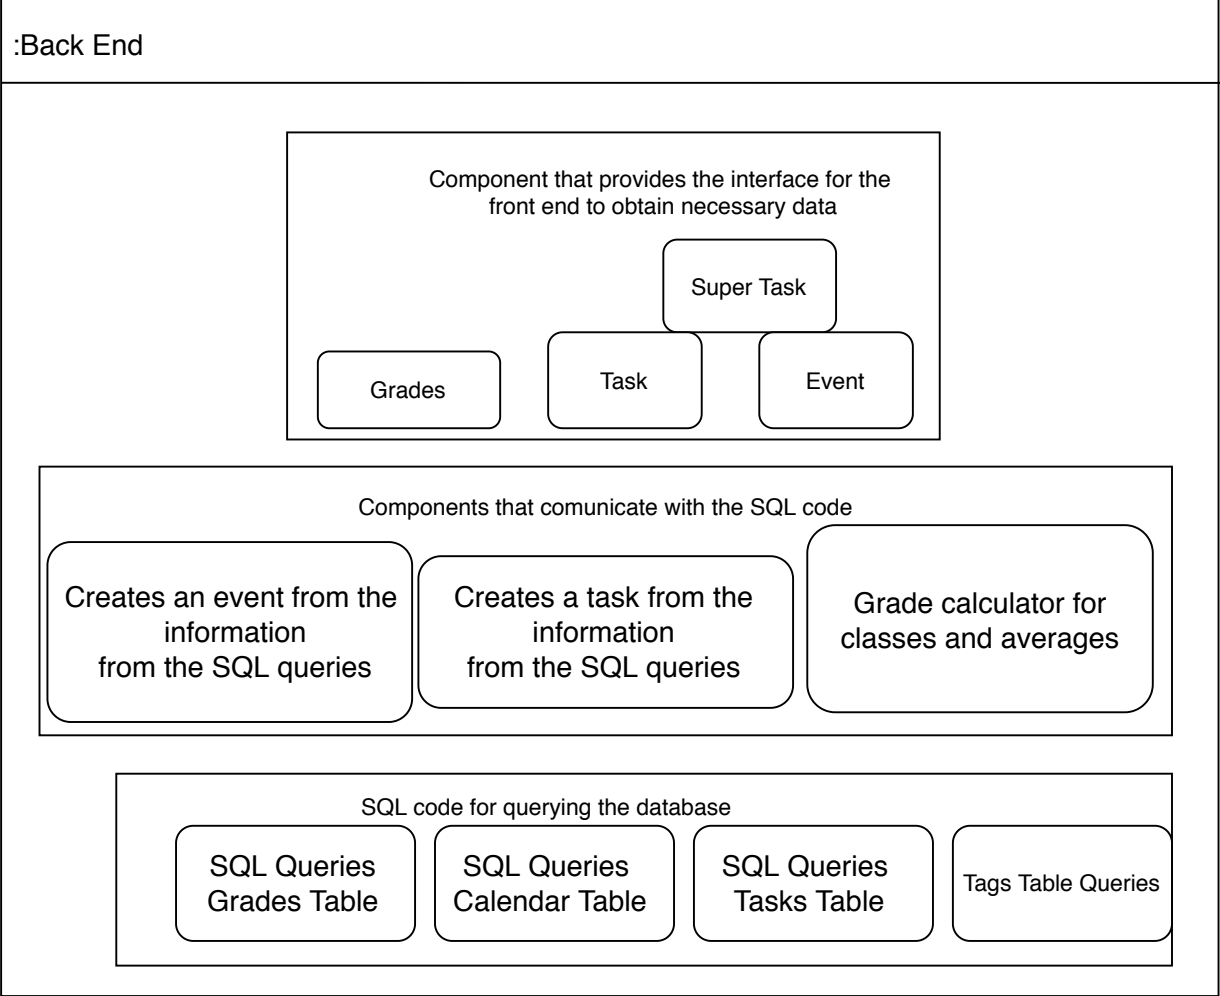 :Back End
Component that provides the interface for the
front end to obtain necessary data
Super Task
Grades
Task
Event
Components that comunicate with the SQL code
Creates an event from the
information
from the SQL queries
Creates a task from the
information
from the SQL queries
Grade calculator for
classes and averages
SQL code for querying the database
SQL Queries
Grades Table
SQL Queries
Calendar Table
SQL Queries
Tasks Table
Tags Table Queries